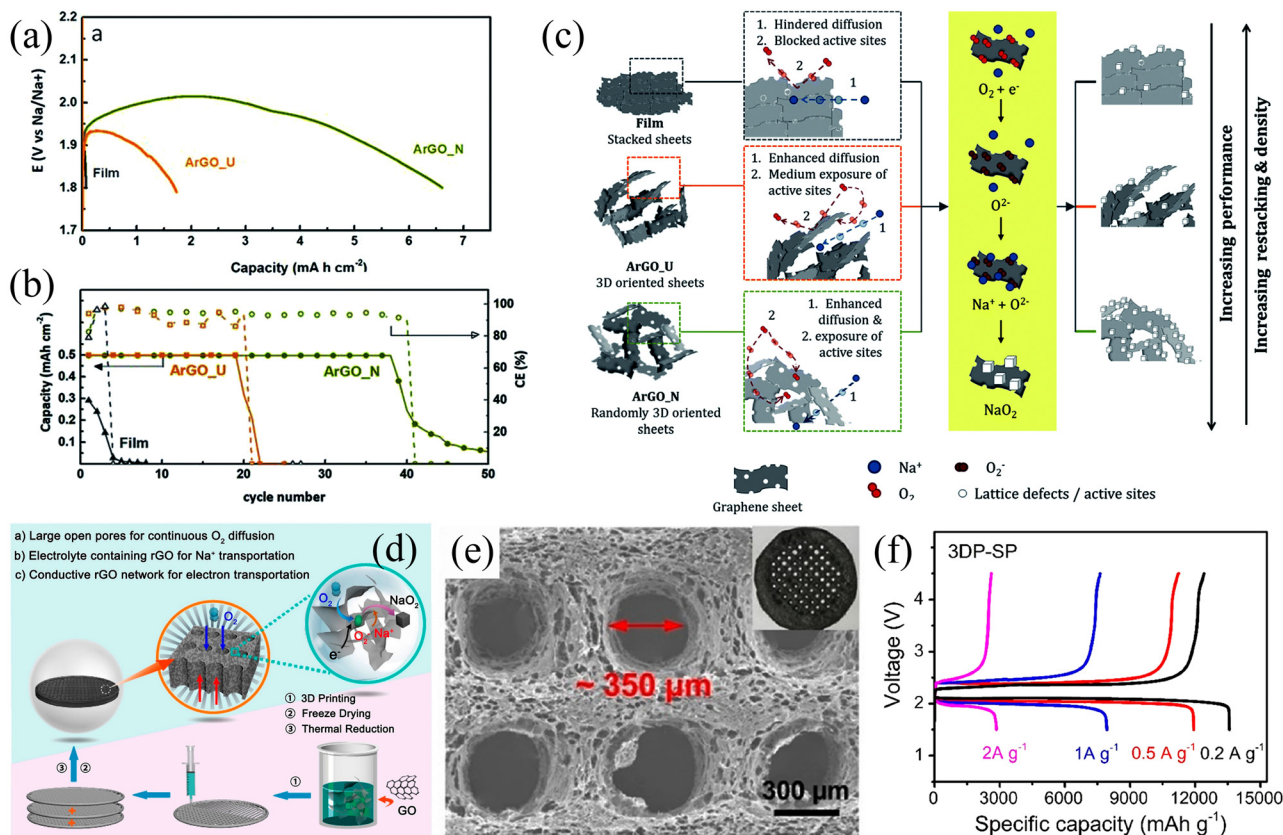 (a)
a
2.2
2.1
2.0
1.9
1.8
1.7
E (V vs Na/Na+)
Film
ArGO_U
ArGO_N
0 1 2 3 4 5 6 7
Capacity (mA h cm⁻²)
(b)
Capacity (mAh cm⁻²)
0.5
0.4
0.3
0.2
0.1
Film
ArGO_U
ArGO_N
100
80
60
40
20
CE (%)
0 10 20 30 40 50
cycle number
(c)
Film
Stacked sheets
ArGO_U
3D oriented sheets
ArGO_N
Randomly 3D oriented
sheets
1. Hindered diffusion
2. Blocked active sites
2
1
1. Enhanced diffusion
2. Medium exposure of
active sites
2
1
1. Enhanced
diffusion &
2. exposure of
active sites
2
1
O₂ + e⁻
O²⁻
Na⁺ + O²⁻
NaO₂
Increasing performance
Increasing restacking & density
Graphene sheet
Na⁺
O₂⁻
O₂
Lattice defects / active sites
(d)
a) Large open pores for continuous O₂ diffusion
b) Electrolyte containing rGO for Na⁺ transportation
c) Conductive rGO network for electron transportation
O₂
O₂
NaO₂
O₂⁻
Na⁺
e⁻
① 3D Printing
② Freeze Drying
③ Thermal Reduction
③ ②
①
GO
(e)
~ 350 μm
300 μm
(f)
3DP-SP
Voltage (V)
4
3
2
1
2A g⁻¹
1A g⁻¹
0.5 A g⁻¹
0.2 A g⁻¹
0 3000 6000 9000 12000 15000
Specific capacity (mAh g⁻¹)